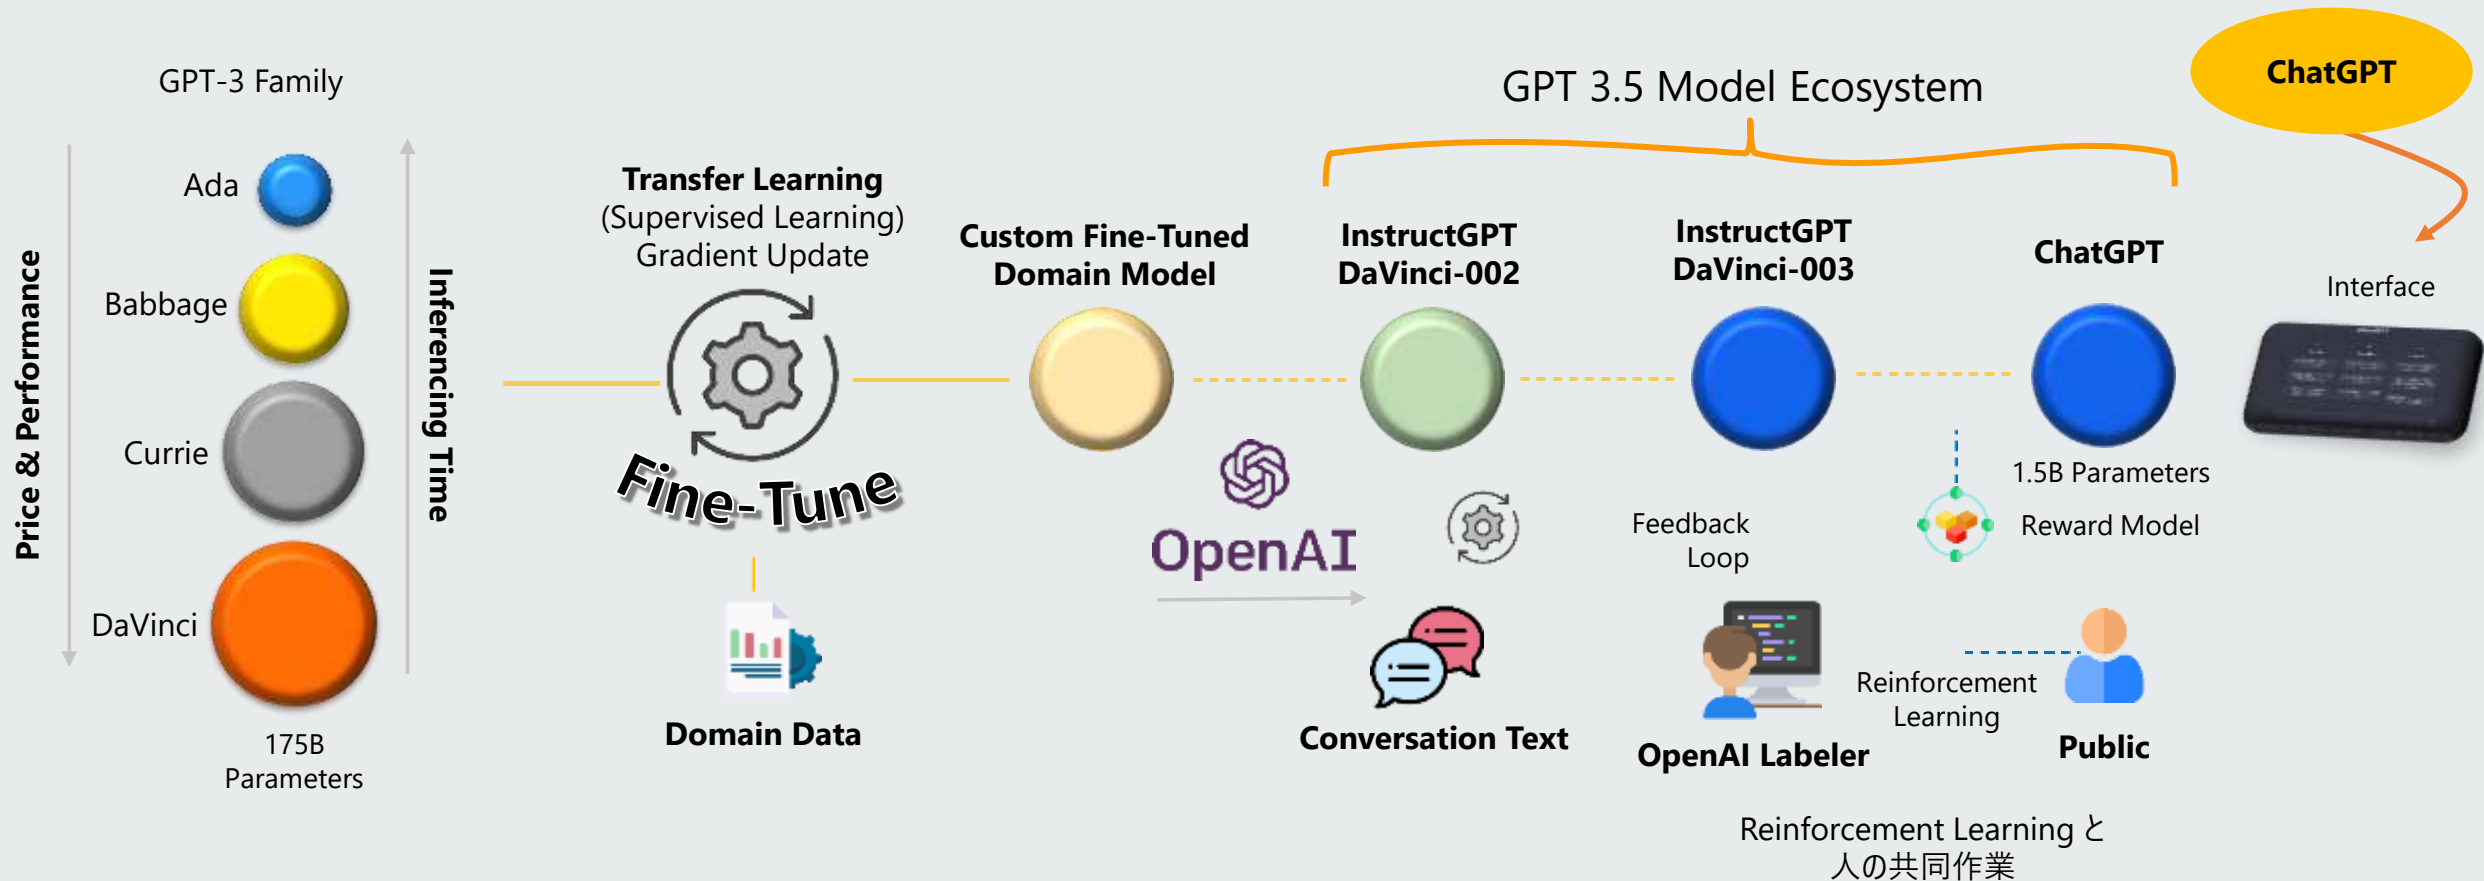 GPT-3 Family
Price & Performance
Ada
Babbage
Currie
DaVinci
175B
Parameters
Inferencing Time
Transfer Learning
(Supervised Learning)
Gradient Update
Fine-Tune
Domain Data
Custom Fine-Tuned
Domain Model
OpenAI
GPT 3.5 Model Ecosystem
InstructGPT
DaVinci-002
Conversation Text
InstructGPT
DaVinci-003
Feedback
Loop
OpenAI Labeler
ChatGPT
1.5B Parameters
Reward Model
Reinforcement
Learning
Public
Reinforcement Learning と
人の共同作業
ChatGPT
Interface